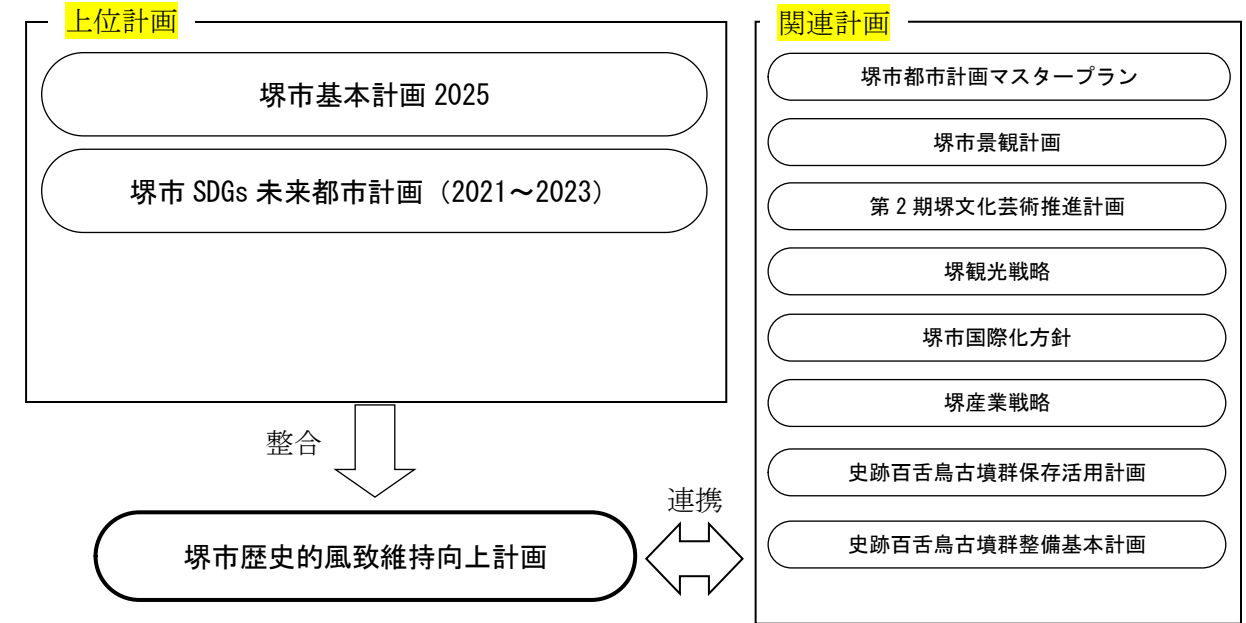 上位計画
堺市基本計画 2025
堺市 SDGs 未来都市計画（2021～2023）
整合
堺市歴史的風致維持向上計画
連携
関連計画
堺市都市計画マスタープラン
堺市景観計画
第２期堺文化芸術推進計画
堺観光戦略
堺市国際化方針
堺産業戦略
史跡百舌鳥古墳群保存活用計画
史跡百舌鳥古墳群整備基本計画